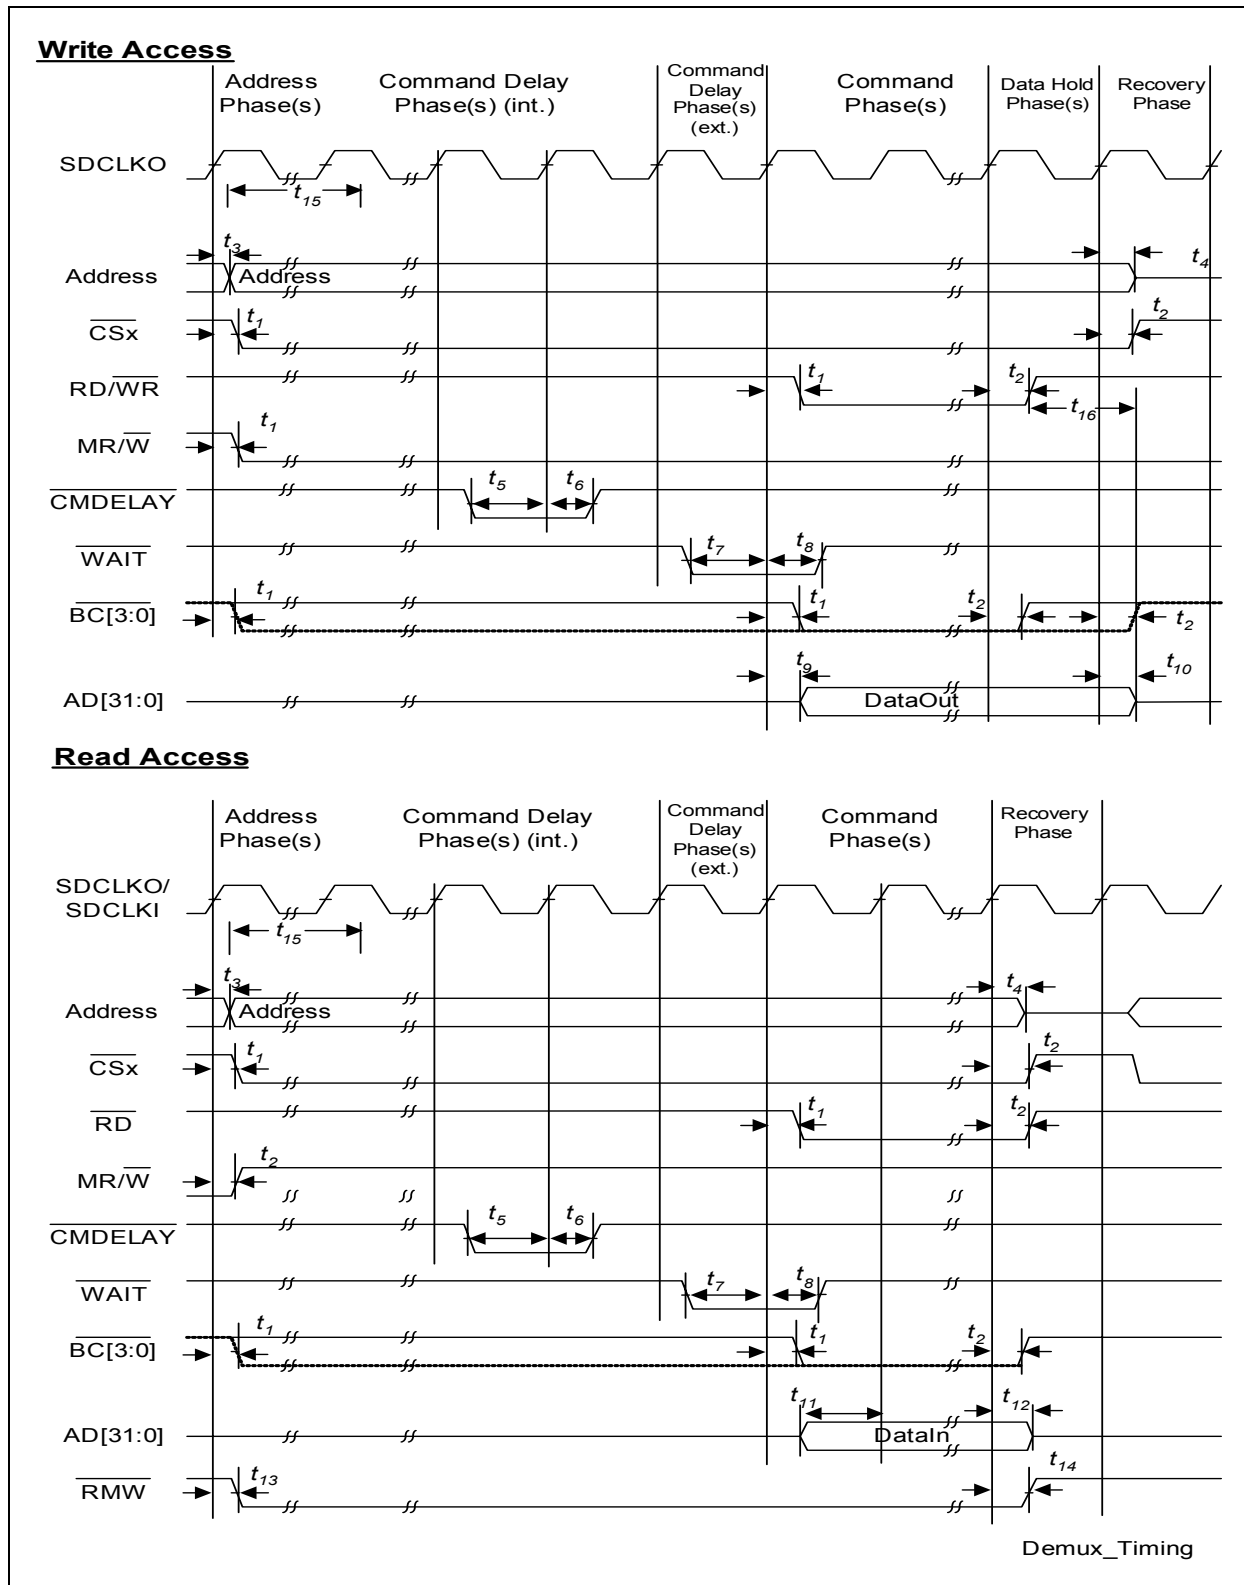 Write Access
Address Phase(s)
Command Delay Phase(s) (int.)
Command Delay Phase(s) (ext.)
Command Phase(s)
Data Hold Phase(s)
Recovery Phase
SDCLKO
t15
t3
t4
Address
Address
CSx
t1
t2
RD/WR
t1
t2
t16
MR/W
t1
CMDELAY
t5
t6
WAIT
t7
t8
BC[3:0]
t1
t1
t2
t2
AD[31:0]
t9
DataOut
t10
Read Access
Address Phase(s)
Command Delay Phase(s) (int.)
Command Delay Phase(s) (ext.)
Command Phase(s)
Recovery Phase
SDCLKO/
SDCLKI
t15
t3
t4
Address
Address
CSx
t1
t2
RD
t1
t2
MR/W
t2
CMDELAY
t5
t6
WAIT
t7
t8
BC[3:0]
t1
t1
t2
AD[31:0]
t11
DataIn
t12
RMW
t13
t14
Demux_Timing